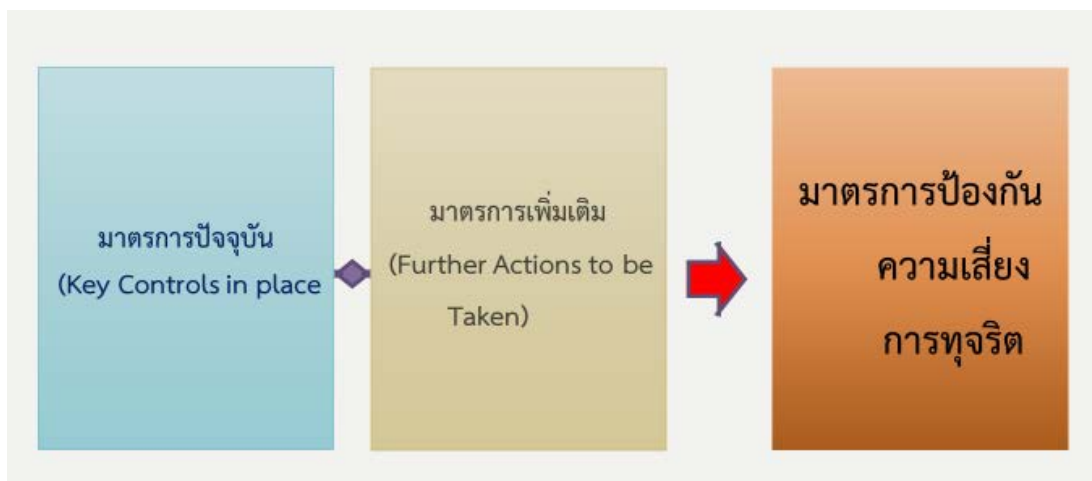 มาตรการปัจจุบัน
(Key Controls in place
มาตรการเพิ่มเติม
(Further Actions to be
Taken)
มาตรการป้องกัน
ความเสี่ยง
การทุจริต